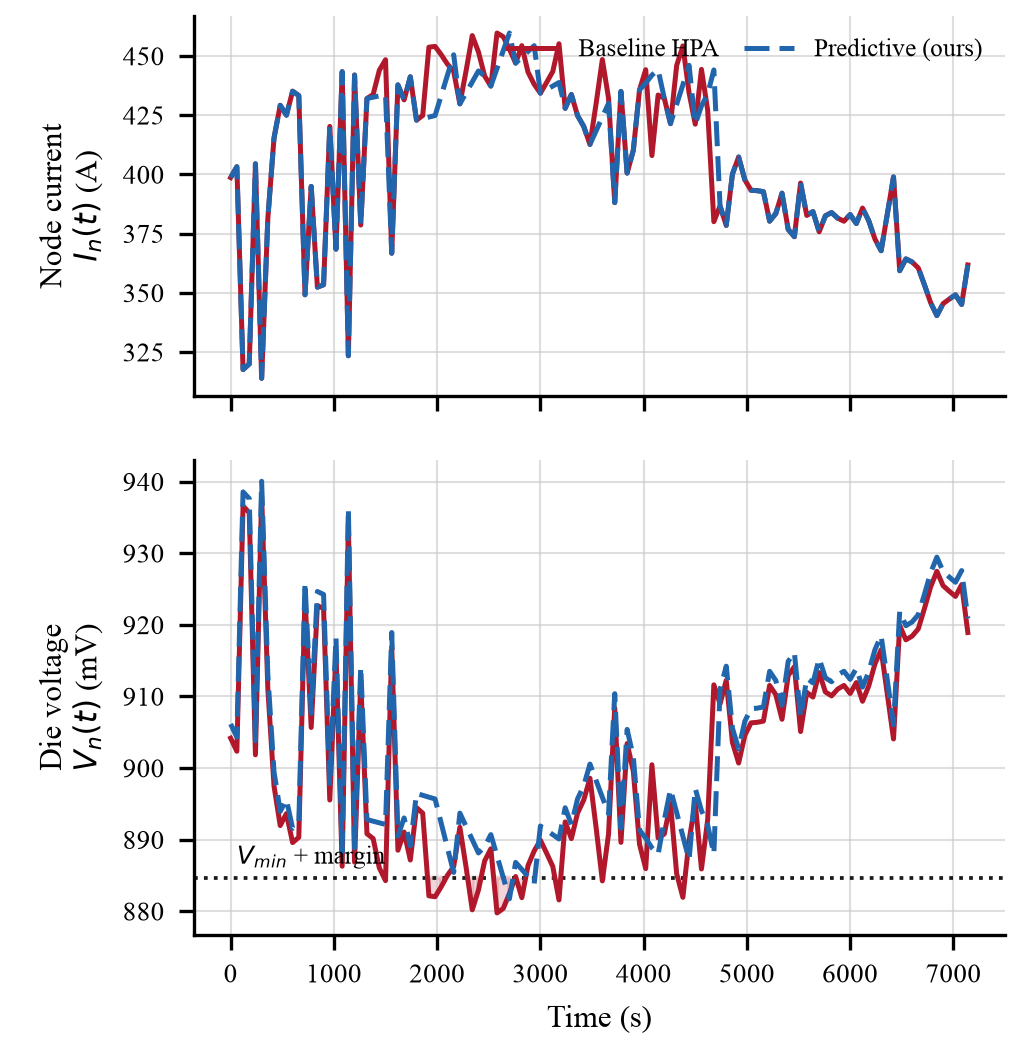 Baseline HPA Predictive (ours)
450
425
400
375
350
325
Node current
I_n(t) (A)
940
930
920
910
900
890
880
Die voltage
V_n(t) (mV)
V_min + margin
0 1000 2000 3000 4000 5000 6000 7000
Time (s)